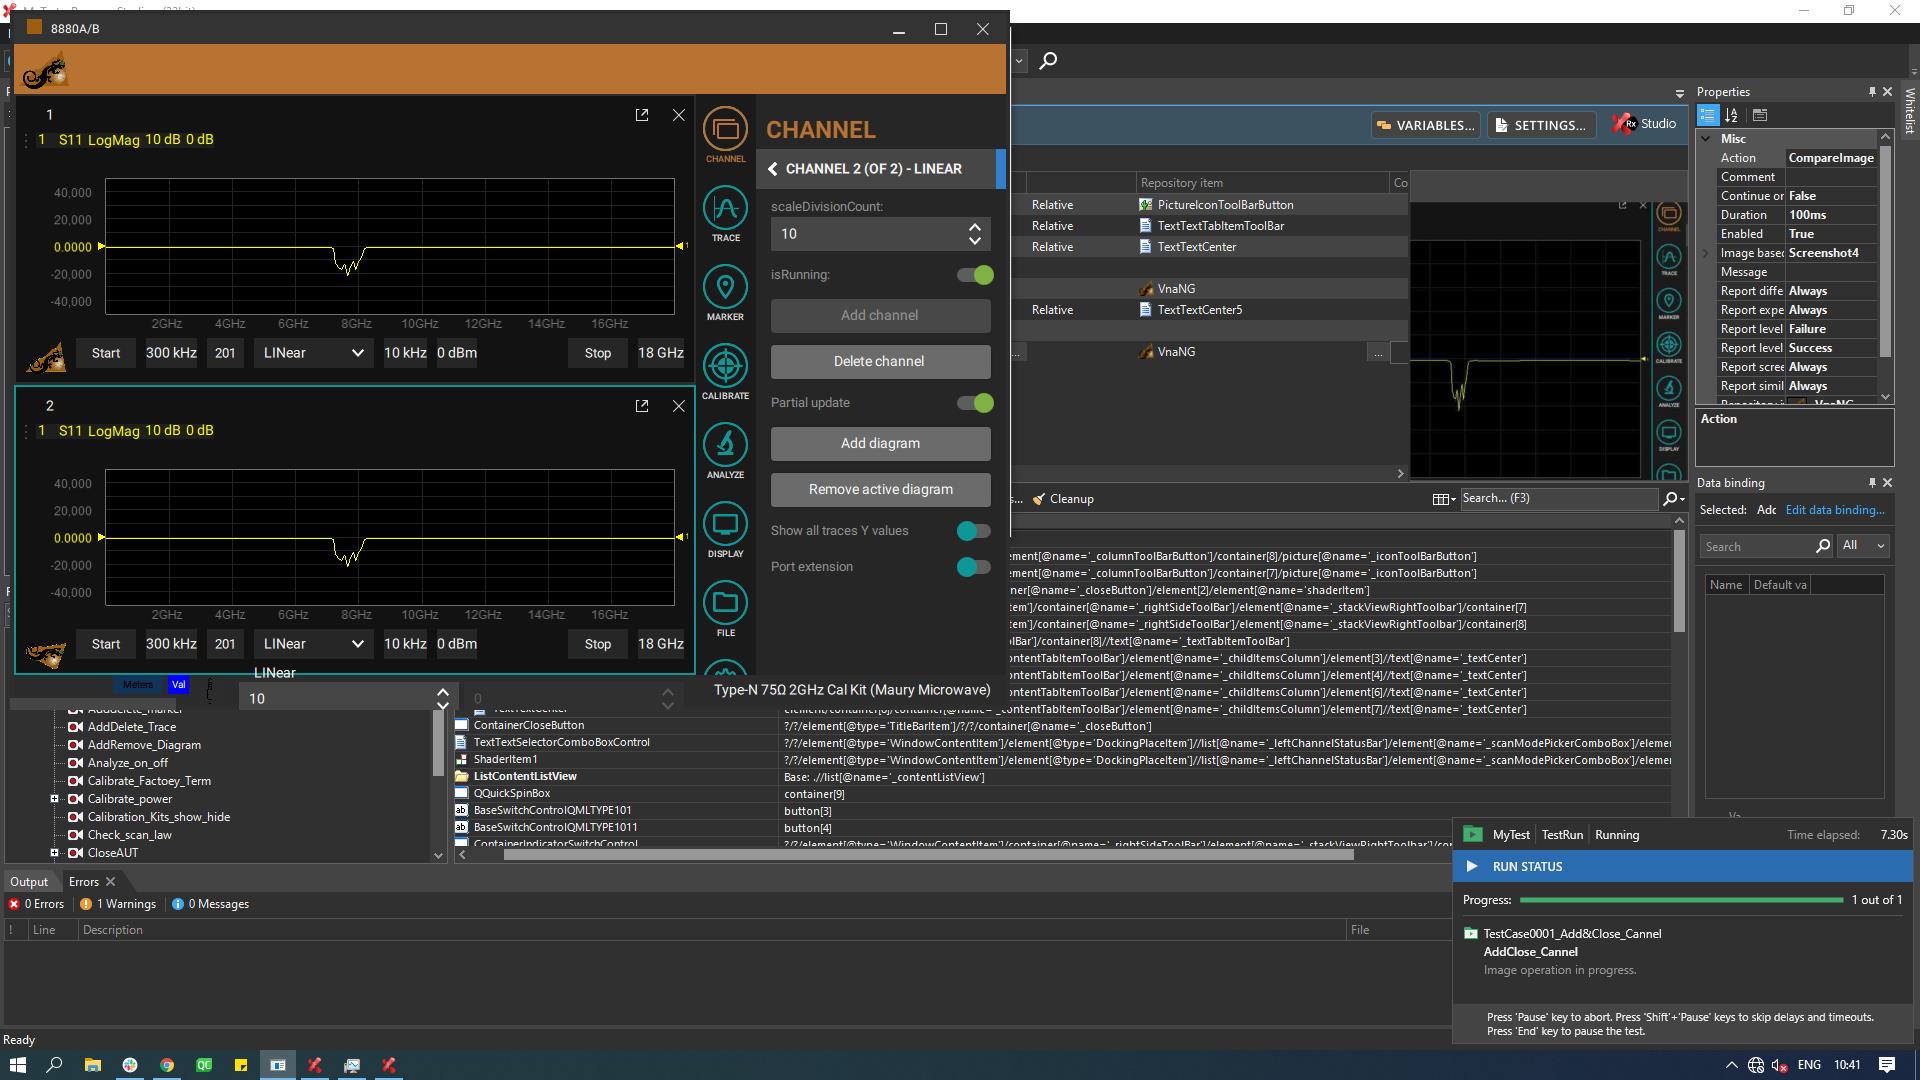 8880A/B
1
1 S11 LogMag 10 dB 0 dB
40,000
20,000
0.0000
-20,000
-40,000
1
2GHz 4GHz 6GHz 8GHz 10GHz 12GHz 14GHz 16GHz
Start 300 kHz 201 LINear 10 kHz 0 dBm Stop 18 GHz
2
1 S11 LogMag 10 dB 0 dB
40,000
20,000
0.0000
-20,000
-40,000
1
2GHz 4GHz 6GHz 8GHz 10GHz 12GHz 14GHz 16GHz
Start 300 kHz 201 LINear 10 kHz 0 dBm Stop 18 GHz
LINear
Meters Val
10
0
Type-N 75Ω 2GHz Cal Kit (Maury Microwave)
CHANNEL
TRACE
MARKER
CALIBRATE
ANALYZE
DISPLAY
FILE
CHANNEL
CHANNEL 2 (OF 2) - LINEAR
scaleDivisionCount:
10
isRunning:
Add channel
Delete channel
Partial update
Add diagram
Remove active diagram
Show all traces Y values
Port extension
VARIABLES...
SETTINGS...
Rx Studio
Repository item Co
Relative PictureIconToolBarButton
Relative TextTextTabItemToolBar
Relative TextTextCenter
VnaNG
Relative TextTextCenter5
... VnaNG ...
CHANNEL
TRACE
MARKER
CALIBRATE
ANALYZE
DISPLAY
s... Cleanup
Search... (F3)
ement[@name='_columnToolBarButton']/container[8]/picture[@name='_iconToolBarButton']
ement[@name='_columnToolBarButton']/container[7]/picture[@name='_iconToolBarButton']
ner[@name='_closeButton']/element[2]/element[@name='shaderItem']
tem']/container[@name='_rightSideToolBar']/element[@name='_stackViewRightToolbar']/container[7]
tem']/container[@name='_rightSideToolBar']/element[@name='_stackViewRightToolbar']/container[8]
olBar']/container[8]//text[@name='_textTabItemToolBar']
ontentTabItemToolBar']/element[@name='_childItemsColumn']/element[3]//text[@name='_textCenter']
ontentTabItemToolBar']/element[@name='_childItemsColumn']/element[4]//text[@name='_textCenter']
ontentTabItemToolBar']/element[@name='_childItemsColumn']/element[6]//text[@name='_textCenter']
ontentTabItemToolBar']/element[@name='_childItemsColumn']/element[7]//text[@name='_textCenter']
ContainerCloseButton ?/?/element[@type='TitleBarItem']/?/?/container[@name='_closeButton']
TextTextSelectorComboBoxControl ?/?/element[@type='WindowContentItem']/element[@type='DockingPlaceItem']//list[@name='_leftChannelStatusBar']/element[@name='_scanModePickerComboBox']/eleme
ShaderItem1 ?/?/element[@type='WindowContentItem']/element[@type='DockingPlaceItem']//list[@name='_leftChannelStatusBar']/element[@name='_scanModePickerComboBox']/eleme
ListContentListView Base: .//list[@name='_contentListView']
QQuickSpinBox container[9]
BaseSwitchControlQMLTYPE101 button[3]
BaseSwitchControlQMLTYPE1011 button[4]
ContainerIndicatorSwitchControl
AddDelete_marker
AddDelete_Trace
AddRemove_Diagram
Analyze_on_off
Calibrate_Factoey_Term
Calibrate_power
Calibration_Kits_show_hide
Check_scan_law
CloseAUT
Properties
Whitelist
Misc
Action CompareImage
Comment
Continue or False
Duration 100ms
Enabled True
Image basec Screenshot4
Message
Report diffe Always
Report expe Always
Report level Failure
Report level Success
Report scree Always
Report simil Always
Action
Data binding
Selected: Adc Edit data binding...
Search All
Name Default va
Output Errors
0 Errors 1 Warnings 0 Messages
! Line Description File
Ready
MyTest TestRun Running Time elapsed: 7.30s
RUN STATUS
Progress: 1 out of 1
TestCase0001_Add&Close_Cannel
AddClose_Cannel
Image operation in progress.
Press 'Pause' key to abort. Press 'Shift'+'Pause' keys to skip delays and timeouts.
Press 'End' key to pause the test.
QC
ENG 10:41